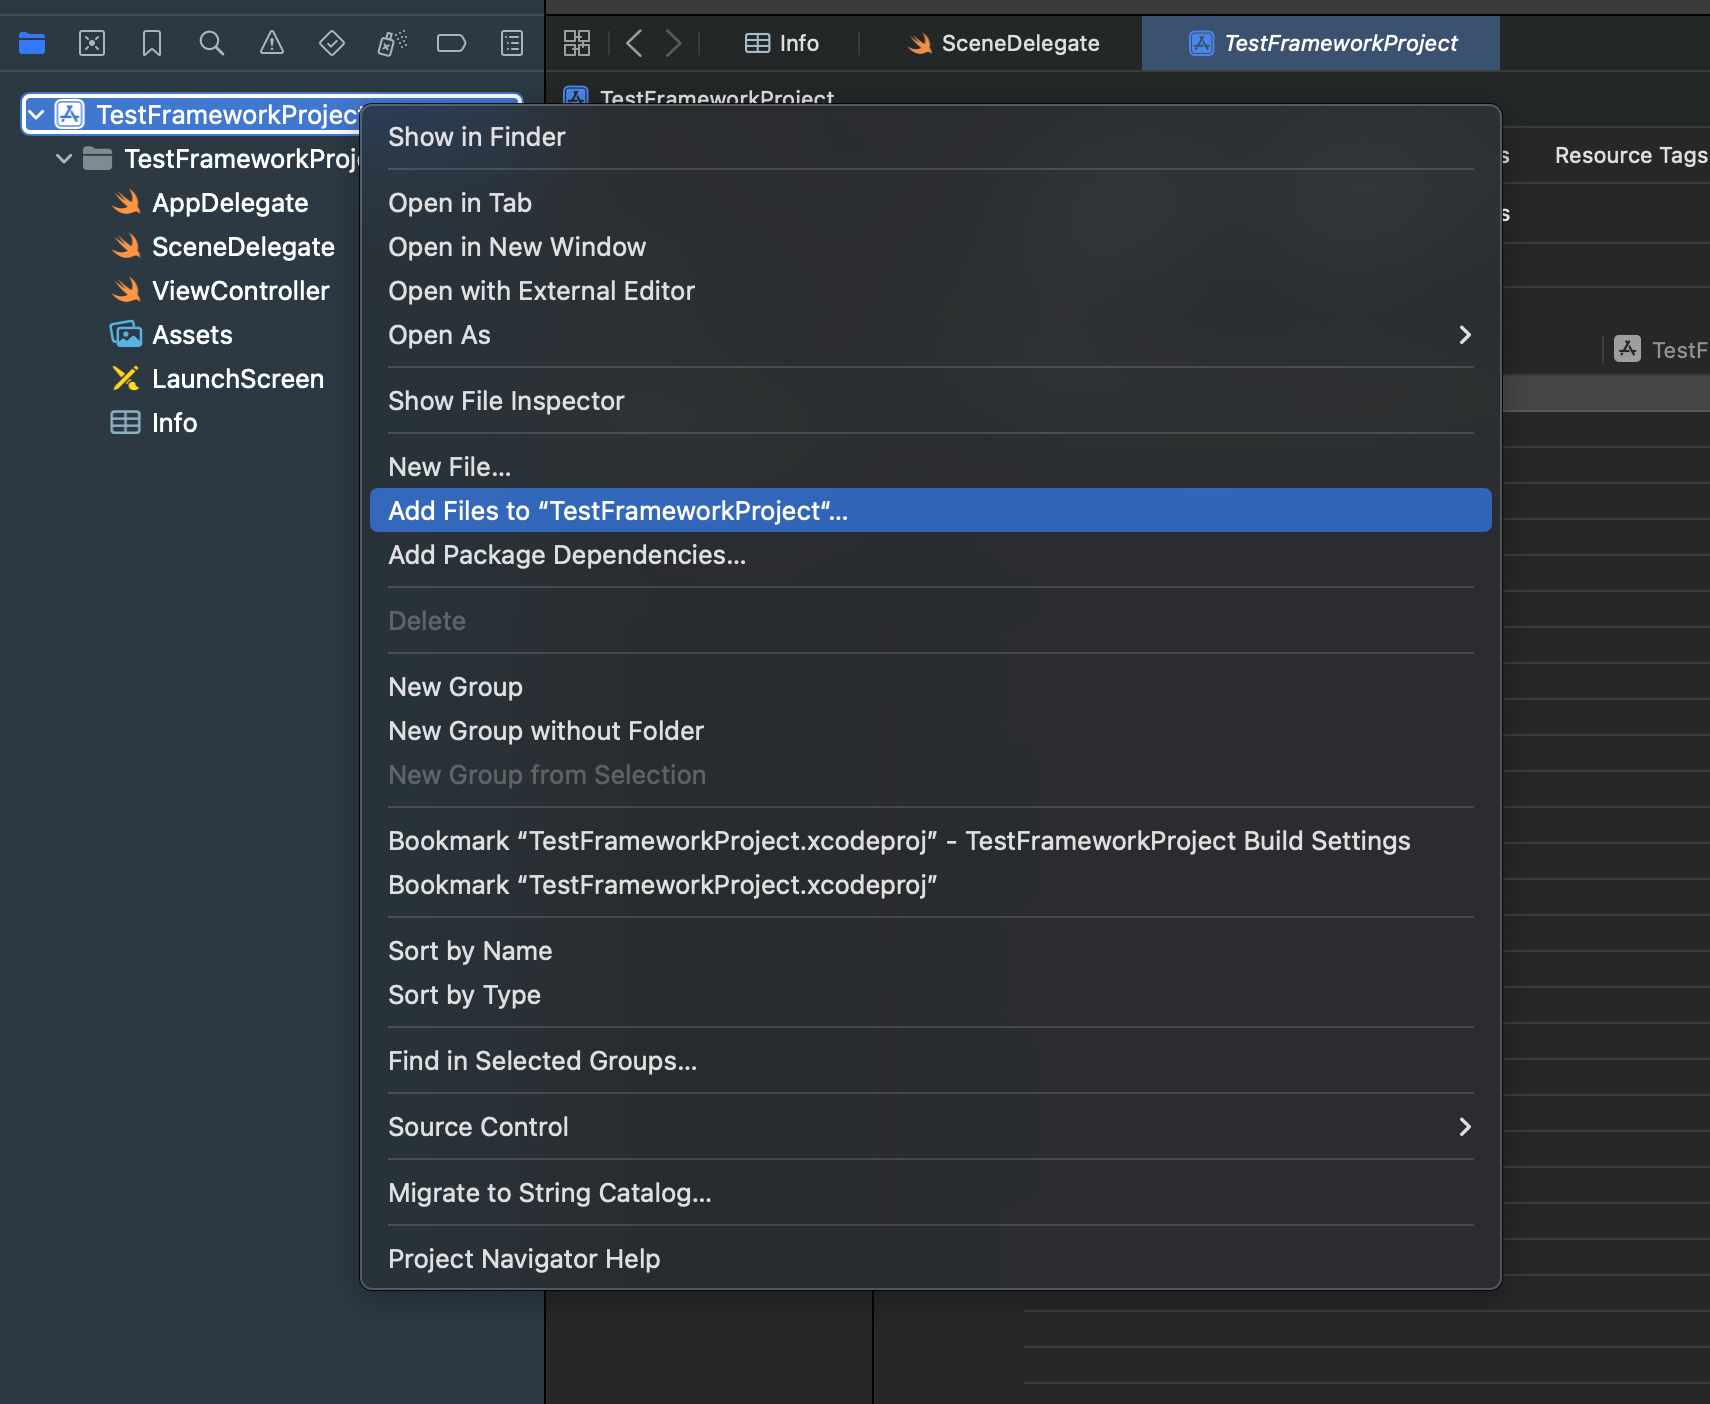 Info
SceneDelegate
TestFrameworkProject
TestFrameworkProject
TestFrameworkProjec
TestFrameworkProj
AppDelegate
SceneDelegate
ViewController
Assets
LaunchScreen
Info
Show in Finder
Open in Tab
Open in New Window
Open with External Editor
Open As
Show File Inspector
New File...
Add Files to “TestFrameworkProject“...
Add Package Dependencies...
Delete
New Group
New Group without Folder
New Group from Selection
Bookmark “TestFrameworkProject.xcodeproj” - TestFrameworkProject Build Settings
Bookmark “TestFrameworkProject.xcodeproj”
Sort by Name
Sort by Type
Find in Selected Groups...
Source Control
Migrate to String Catalog...
Project Navigator Help
s
Resource Tags
s
TestF